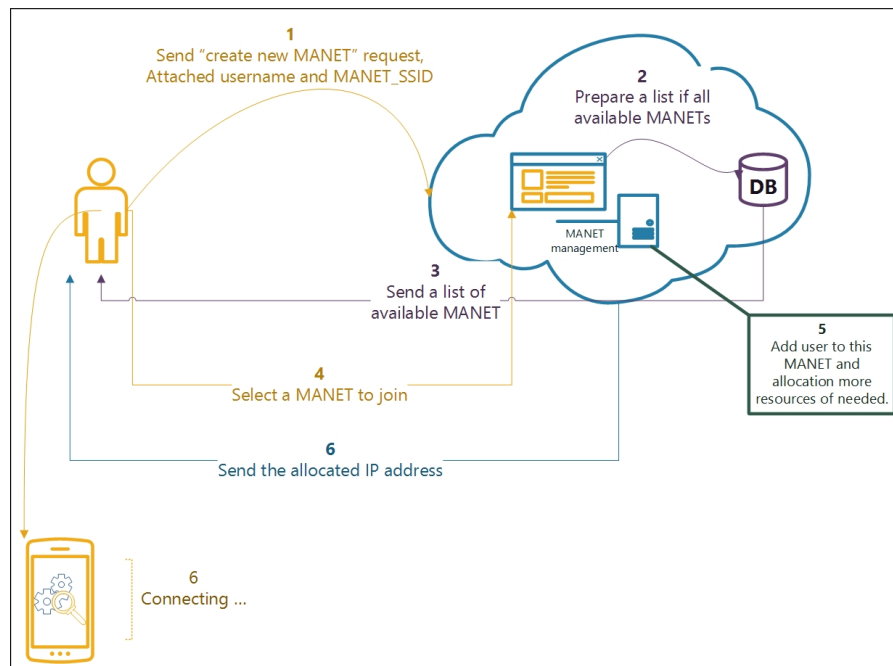 1
Send “create new MANET” request,
Attached username and MANET_SSID
2
Prepare a list if all
available MANETs
DB
MANET
management
3
Send a list of
available MANET
5
Add user to this
MANET and
allocation more
resources of needed.
4
Select a MANET to join
6
Send the allocated IP address
6
Connecting ...